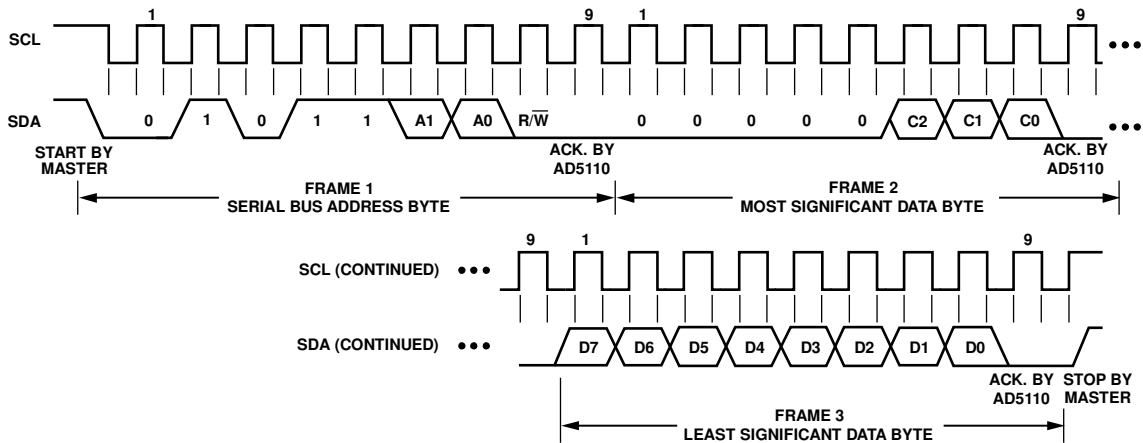 1 9 1 9
SCL
SDA 0 1 0 1 1 A1 A0 R/W̅ 0 0 0 0 0 C2 C1 C0
START BY
MASTER
ACK. BY
AD5110
ACK. BY
AD5110
FRAME 1
SERIAL BUS ADDRESS BYTE
FRAME 2
MOST SIGNIFICANT DATA BYTE
9 1 9
SCL (CONTINUED)
SDA (CONTINUED) D7 D6 D5 D4 D3 D2 D1 D0
ACK. BY
AD5110
STOP BY
MASTER
FRAME 3
LEAST SIGNIFICANT DATA BYTE